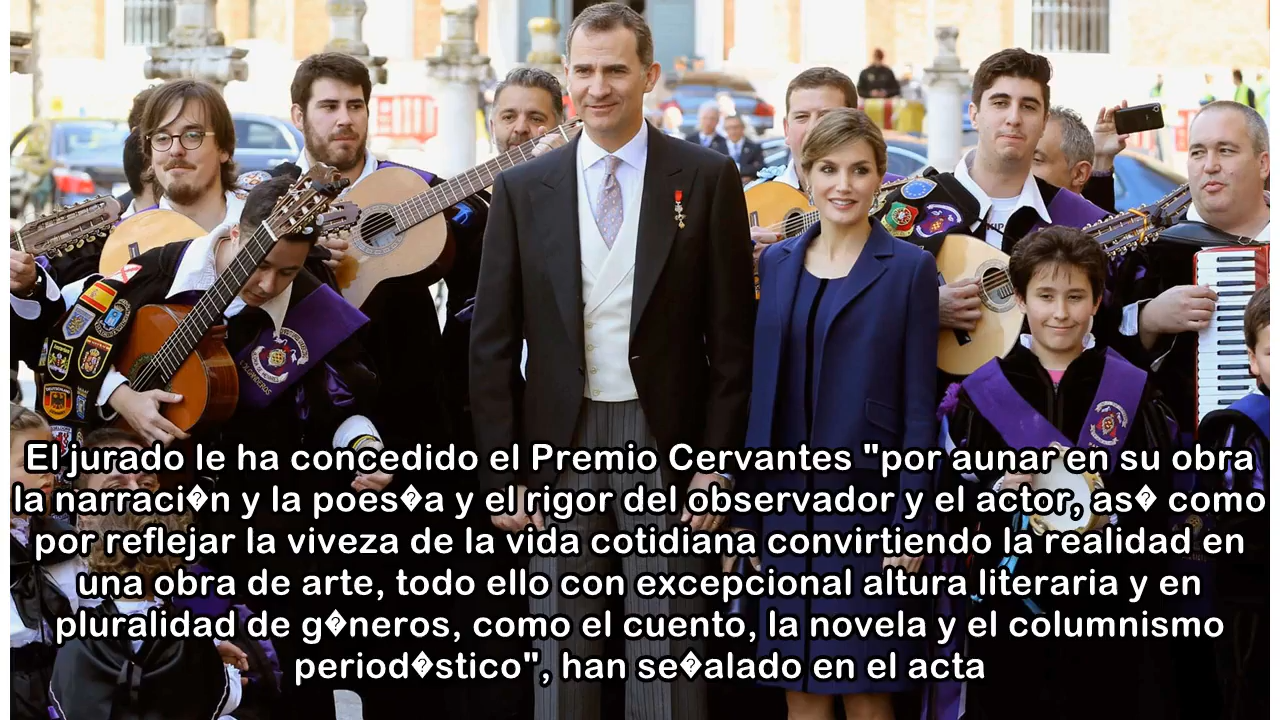 El jurado le ha concedido el Premio Cervantes "por aunar en su obra
la narraci�n y la poes�a y el rigor del observador y el actor, as� como
por reflejar la viveza de la vida cotidiana convirtiendo la realidad en
una obra de arte, todo ello con excepcional altura literaria y en
pluralidad de g�neros, como el cuento, la novela y el columnismo
period�stico", han se�alado en el acta